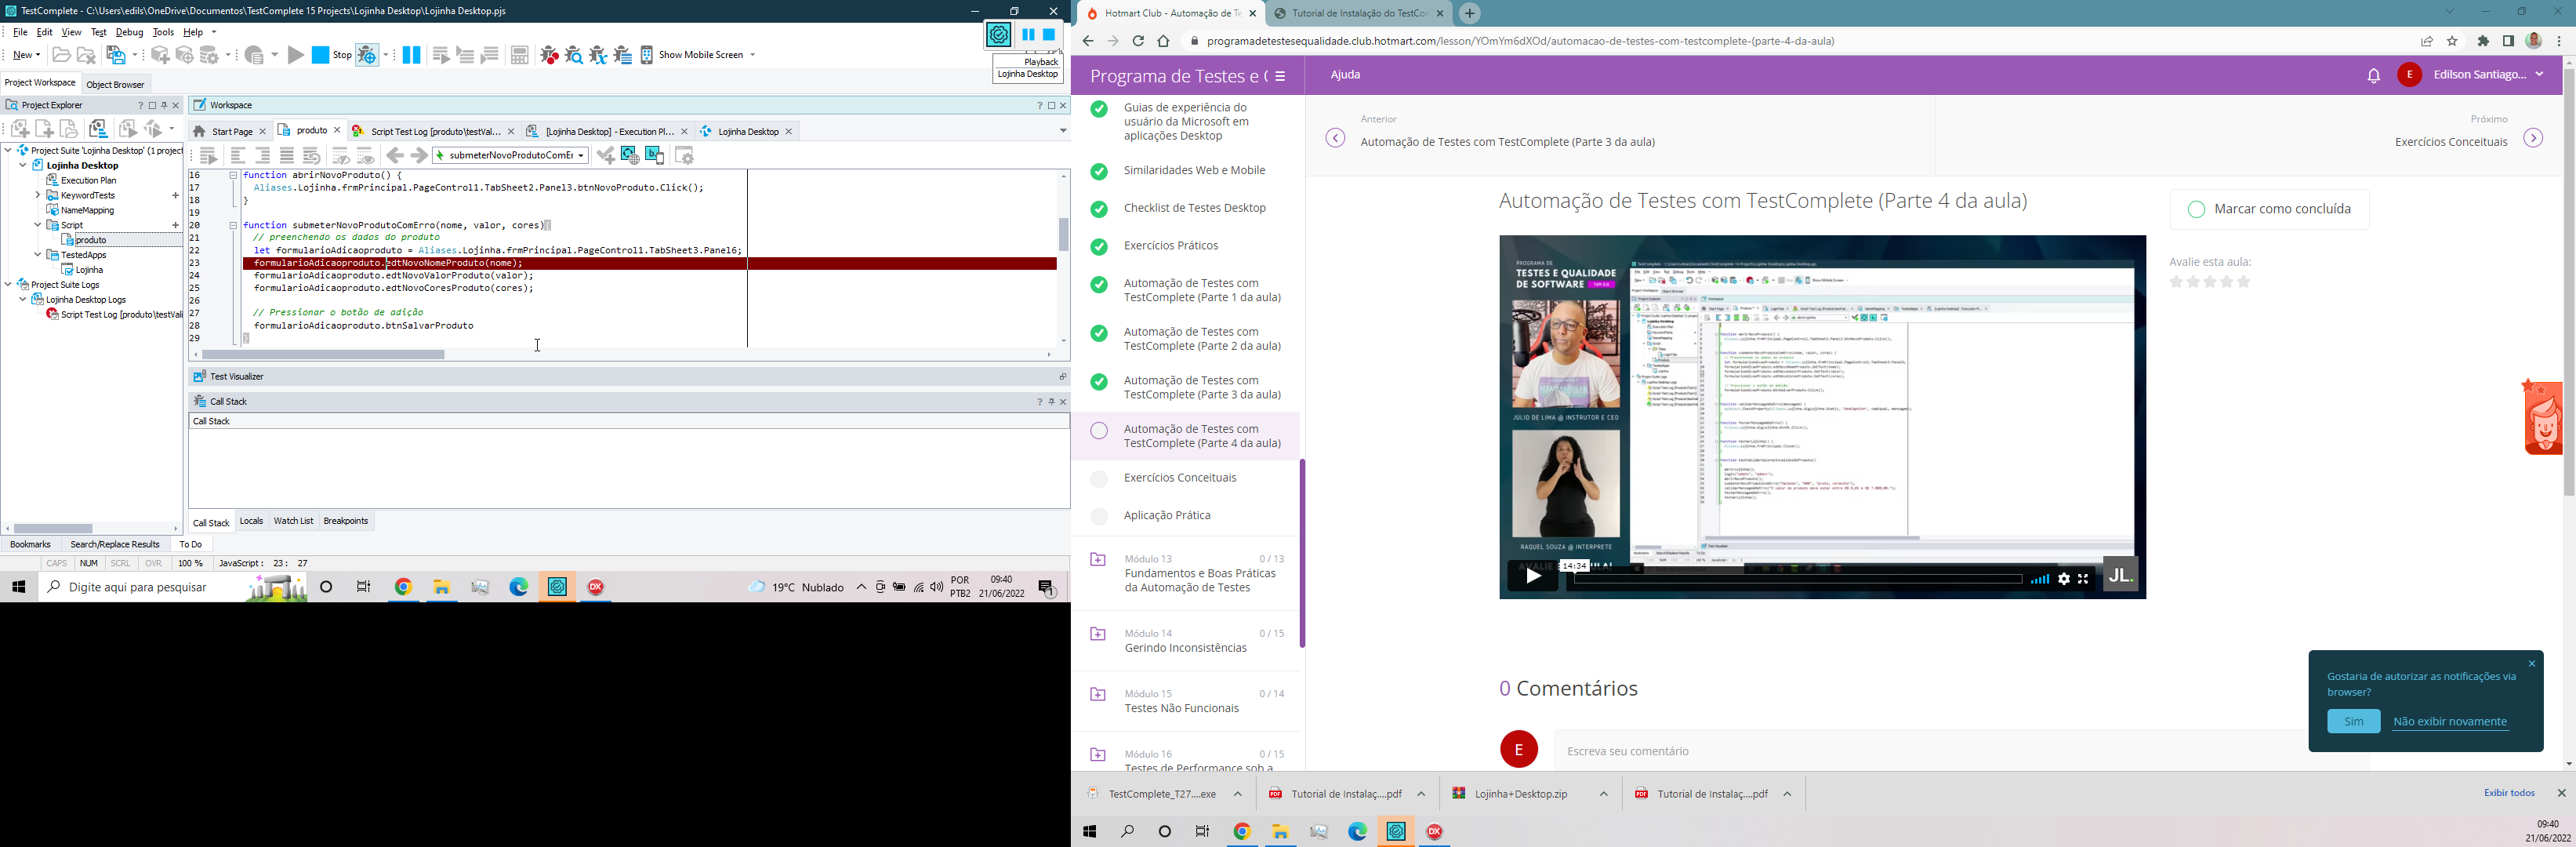 TestComplete - C:\Users\edils\OneDrive\Documentos\TestComplete 15 Projects\Lojinha Desktop\Lojinha Desktop.pjs
File Edit View Test Debug Tools Help
New Stop Show Mobile Screen
Playback
Lojinha Desktop
Project Workspace Object Browser
Project Explorer
Project Suite 'Lojinha Desktop' (1 project
Lojinha Desktop
Execution Plan
KeywordTests
NameMapping
Script
produto
TestedApps
Lojinha
Project Suite Logs
Lojinha Desktop Logs
Script Test Log [produto\testVali
Workspace
Start Page produto Script Test Log [produto\testVal... [Lojinha Desktop] - Execution Pl... Lojinha Desktop
submeterNovoProdutoComEr
16 function abrirNovoProduto() {
17 Aliases.Lojinha.frmPrincipal.PageControl1.TabSheet2.Panel3.btnNovoProduto.Click();
18 }
19
20 function submeterNovoProdutoComErro(nome, valor, cores){
21 // preenchendo os dados do produto
22 let formularioAdicaoproduto = Aliases.Lojinha.frmPrincipal.PageControl1.TabSheet3.Panel6;
23 formularioAdicaoproduto.edtNovoNomeProduto(nome);
24 formularioAdicaoproduto.edtNovoValorProduto(valor);
25 formularioAdicaoproduto.edtNovoCoresProduto(cores);
26
27 // Pressionar o botão de adição
28 formularioAdicaoproduto.btnSalvarProduto
29 }
Test Visualizer
Call Stack
Call Stack
Call Stack Locals Watch List Breakpoints
Bookmarks Search/Replace Results To Do
CAPS NUM SCRL OVR 100 % JavaScript : 23 : 27
Digite aqui para pesquisar
19°C Nublado
POR
PTB2
09:40
21/06/2022
1
Hotmart Club - Automação de Te
Tutorial de Instalação do TestCo
programadetestesequalidade.club.hotmart.com/lesson/YOmYm6dXOd/automacao-de-testes-com-testcomplete-(parte-4-da-aula)
Programa de Testes e Q
Ajuda
E Edilson Santiago...
Guias de experiência do
usuário da Microsoft em
aplicações Desktop
Similaridades Web e Mobile
Checklist de Testes Desktop
Exercícios Práticos
Automação de Testes com
TestComplete (Parte 1 da aula)
Automação de Testes com
TestComplete (Parte 2 da aula)
Automação de Testes com
TestComplete (Parte 3 da aula)
Automação de Testes com
TestComplete (Parte 4 da aula)
Exercícios Conceituais
Aplicação Prática
Módulo 13 0 / 13
Fundamentos e Boas Práticas
da Automação de Testes
Módulo 14 0 / 15
Gerindo Inconsistências
Módulo 15 0 / 14
Testes Não Funcionais
Módulo 16 0 / 15
Testes de Performance sob a
Anterior
Automação de Testes com TestComplete (Parte 3 da aula)
Próximo
Exercícios Conceituais
Automação de Testes com TestComplete (Parte 4 da aula)
Marcar como concluída
Avalie esta aula:
PROGRAMA DE
TESTES E QUALIDADE
DE SOFTWARE
JÚLIO DE LIMA @ INSTRUTOR E CEO
RAQUEL SOUZA @ INTERPRETE
14:34
JL.
0 Comentários
E Escreva seu comentário
Gostaria de autorizar as notificações via
browser?
Sim Não exibir novamente
TestComplete_T27....exe
Tutorial de Instalaç....pdf
Lojinha+Desktop.zip
Tutorial de Instalaç....pdf
Exibir todos
09:40
21/06/2022